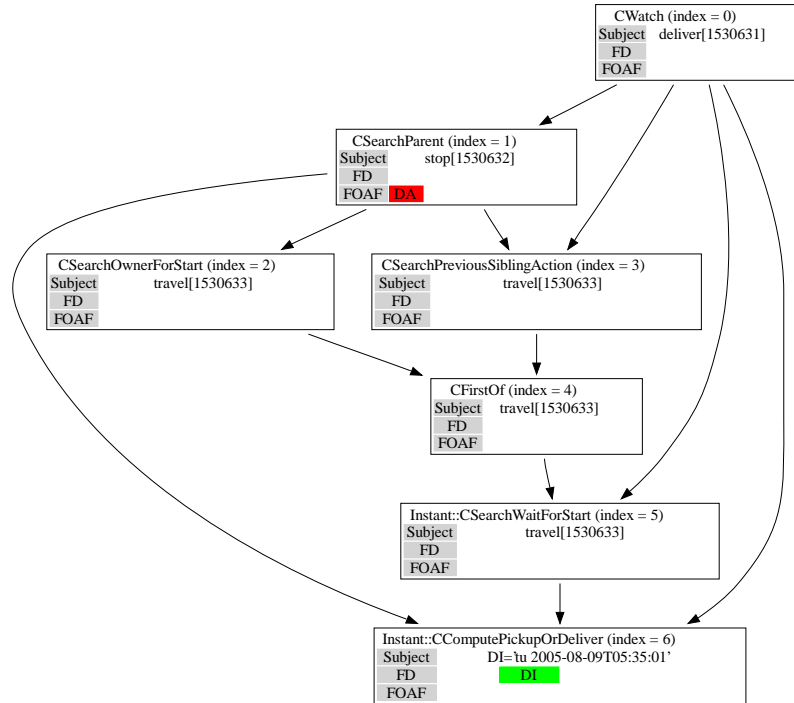 CWatch (index = 0)
Subject deliver[1530631]
FD
FOAF
CSearchParent (index = 1)
Subject stop[1530632]
FD
FOAF DA
CSearchOwnerForStart (index = 2)
Subject travel[1530633]
FD
FOAF
CSearchPreviousSiblingAction (index = 3)
Subject travel[1530633]
FD
FOAF
CFirstOf (index = 4)
Subject travel[1530633]
FD
FOAF
Instant::CSearchWaitForStart (index = 5)
Subject travel[1530633]
FD
FOAF
Instant::CComputePickupOrDeliver (index = 6)
Subject DI='tu 2005-08-09T05:35:01’
FD DI
FOAF